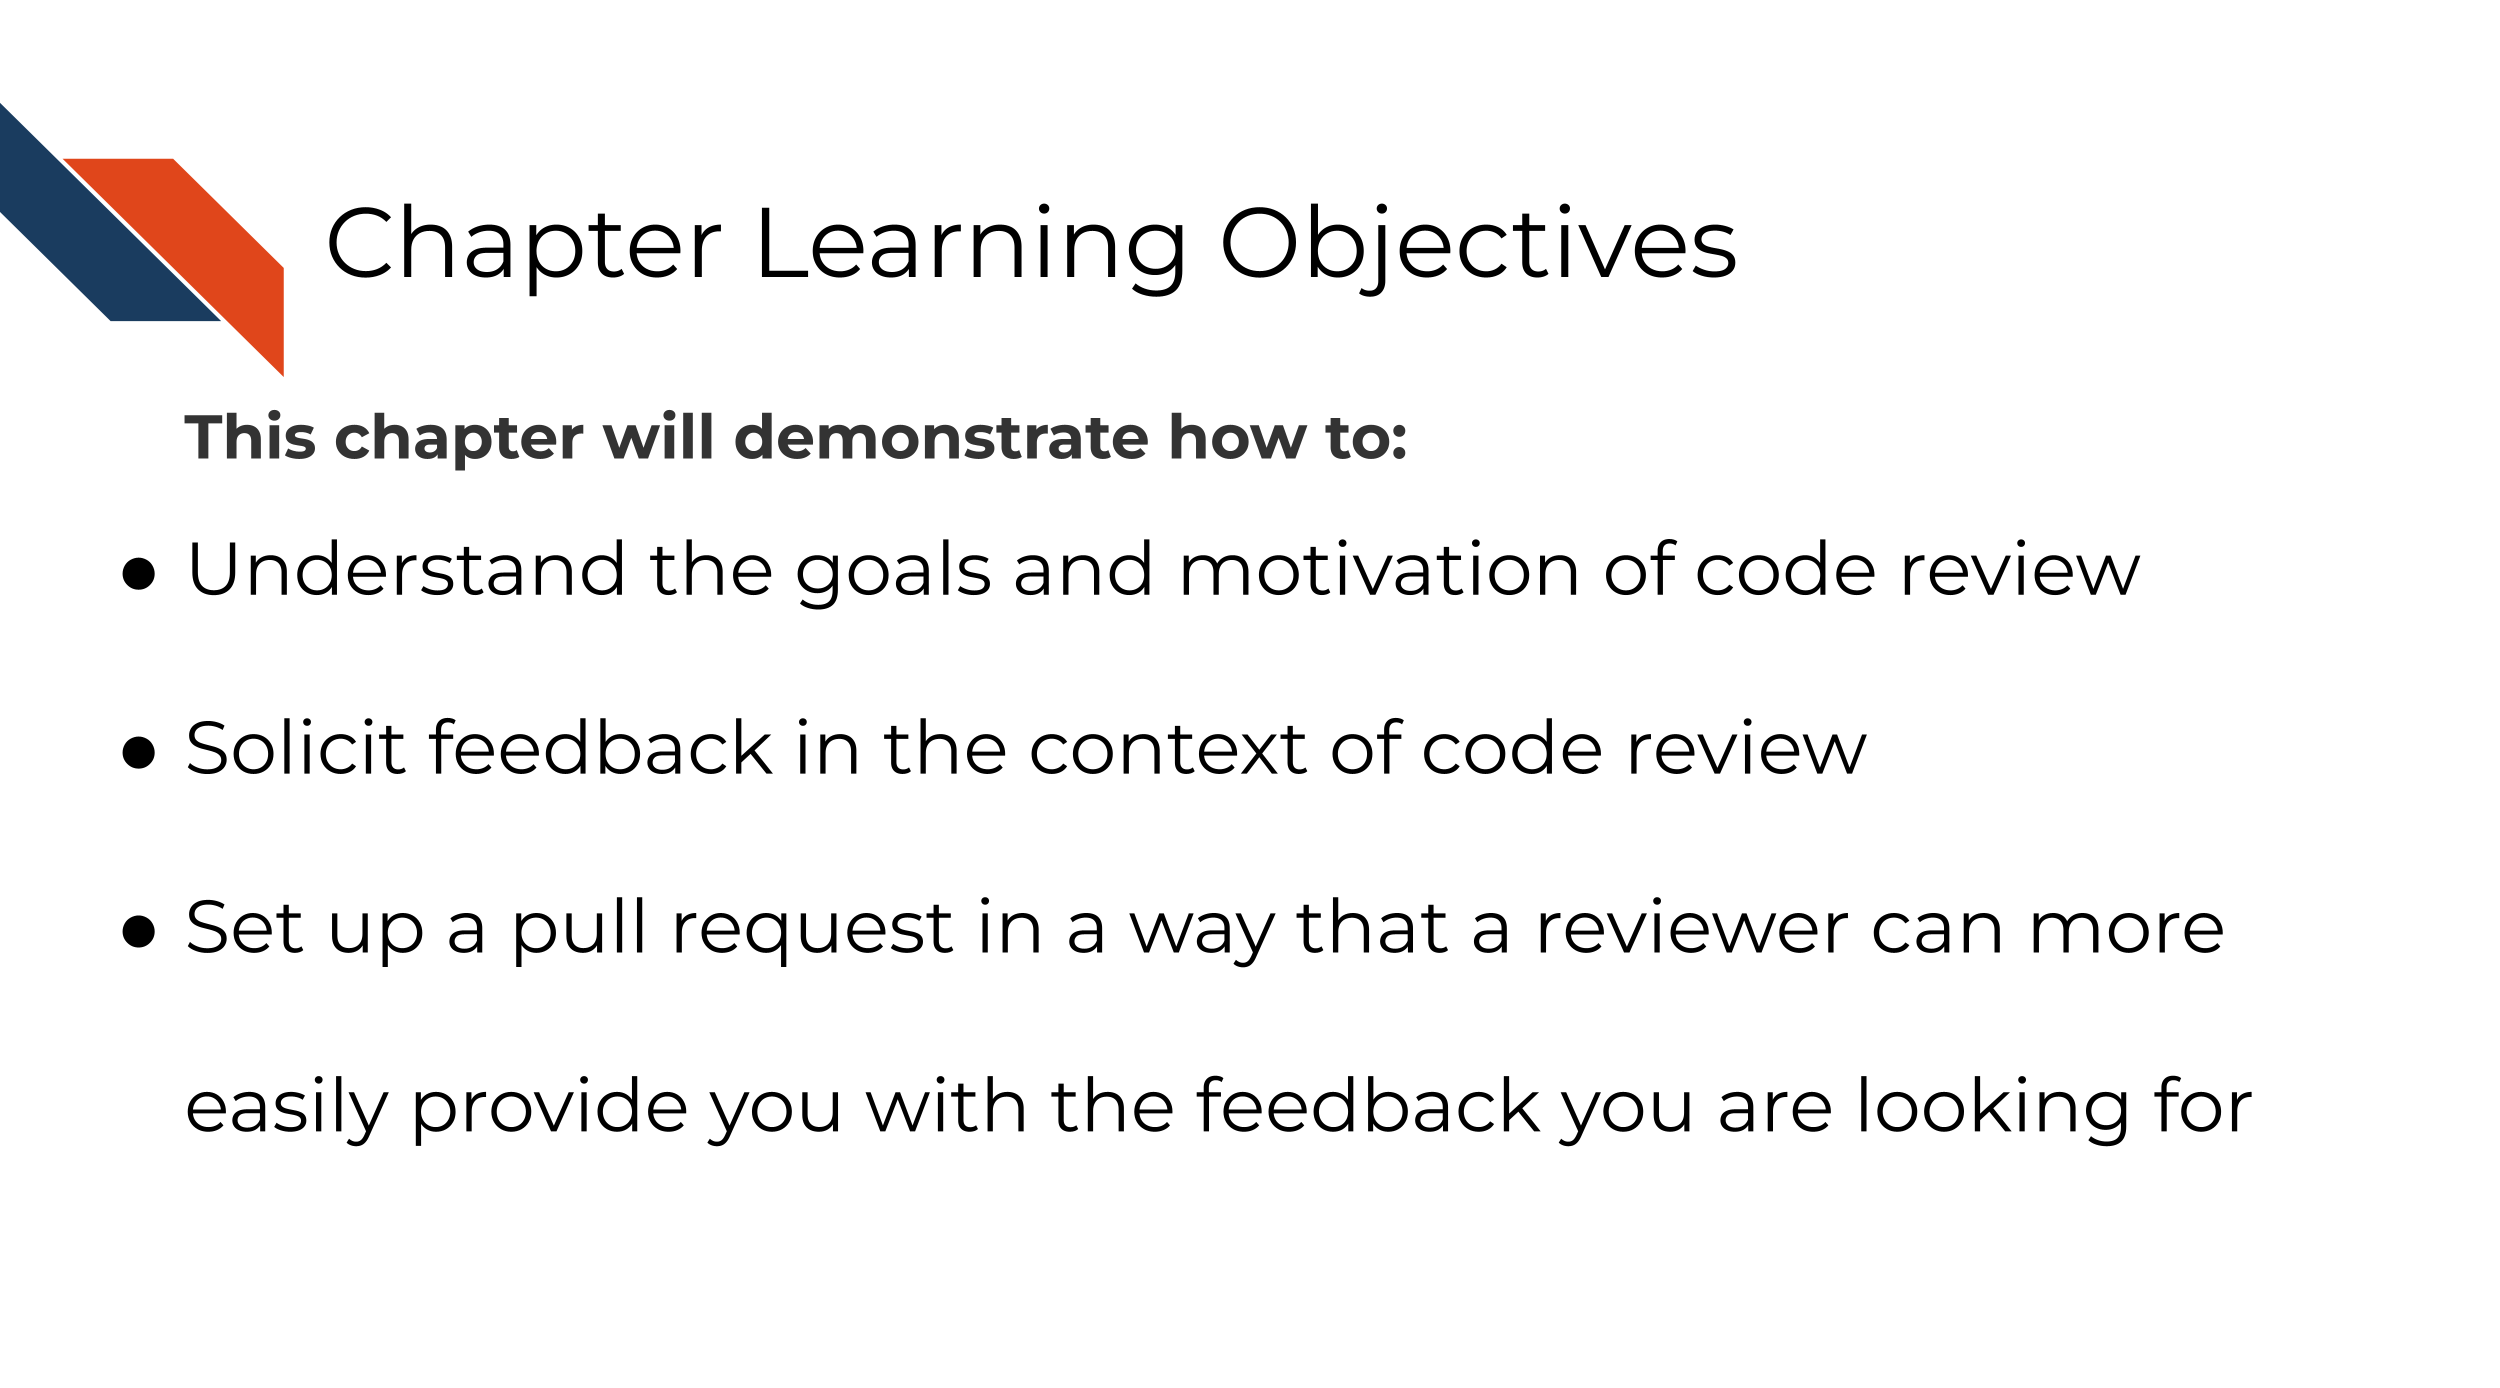 Chapter Learning Objectives
This chapter will demonstrate how to:
● Understand the goals and motivation of code review
● Solicit feedback in the context of code review
● Set up a pull request in a way that a reviewer can more
easily provide you with the feedback you are looking for